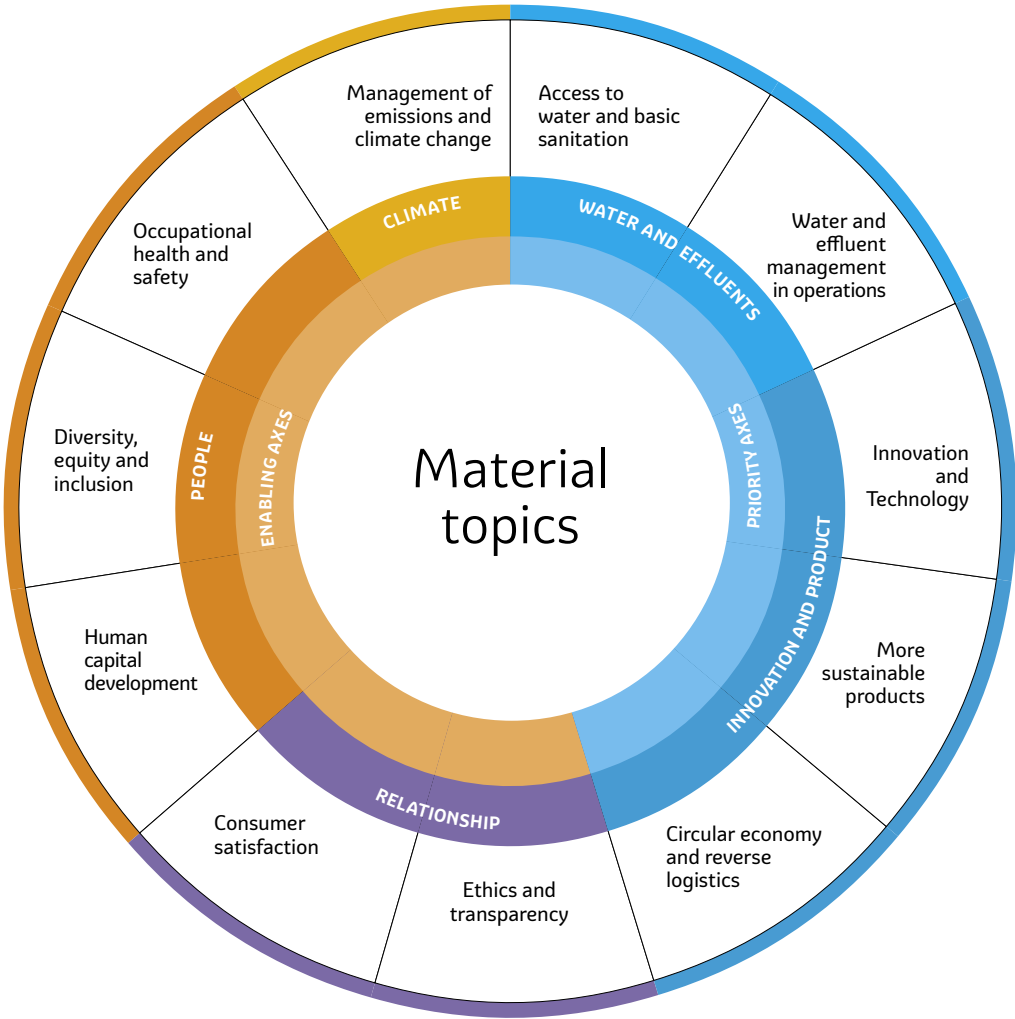 Material
topics
PRIORITY AXES
WATER AND EFFLUENTS
Access to
water and basic
sanitation
Water and
effluent
management
in operations
INNOVATION AND PRODUCT
Innovation
and
Technology
More
sustainable
products
Circular economy
and reverse
logistics
ENABLING AXES
RELATIONSHIP
Ethics and
transparency
Consumer
satisfaction
PEOPLE
Human
capital
development
Diversity,
equity and
inclusion
Occupational
health and
safety
CLIMATE
Management of
emissions and
climate change